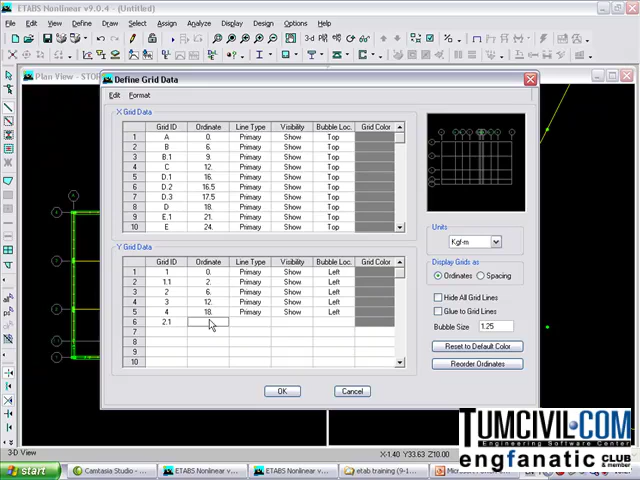 ETABS Nonlinear v9.0.4 - (Untitled)
File Edit View Define Draw Select Assign Analyze Display Design Options Help
Plan View - STO
Define Grid Data
Edit Format
X Grid Data
Grid ID Ordinate Line Type Visibility Bubble Loc. Grid Color
1 A 0. Primary Show Top
2 B 6. Primary Show Top
3 B.1 9. Primary Show Top
4 C 12. Primary Show Top
5 D.1 16. Primary Show Top
6 D.2 16.5 Primary Show Top
7 D.3 17.5 Primary Show Top
8 D 18. Primary Show Top
9 E.1 21. Primary Show Top
10 E 24. Primary Show Top
Y Grid Data
Grid ID Ordinate Line Type Visibility Bubble Loc. Grid Color
1 1 0. Primary Show Left
2 1.1 2. Primary Show Left
3 2 6. Primary Show Left
4 3 12. Primary Show Left
5 4 18. Primary Show Left
6 2.1
7
8
9
10
Units
Kgf-m
Display Grids as
Ordinates Spacing
Hide All Grid Lines
Glue to Grid Lines
Bubble Size 1.25
Reset to Default Color
Reorder Ordinates
OK Cancel
TUMCIVIL.COM
Engineering Software Center
engfanatic CLUB
& member
3-D View
X-1.40 Y33.63 Z10.00
start Camtasia Studio - ... ETABS Nonlinear v... ETABS Nonlinear v... etab training (9-1... Microsoft